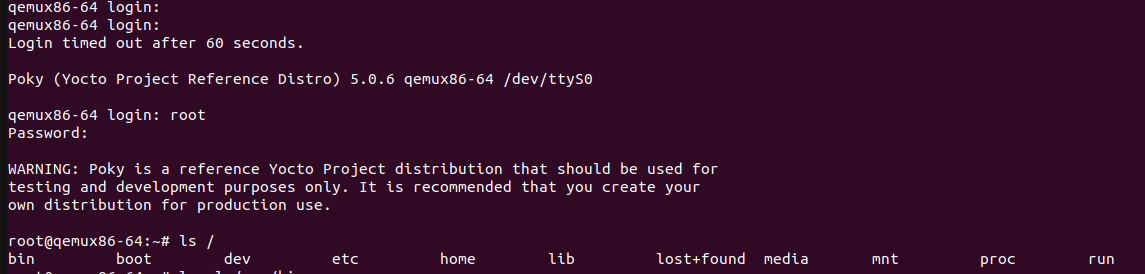 qemux86-64 login:
qemux86-64 login:
Login timed out after 60 seconds.
Poky (Yocto Project Reference Distro) 5.0.6 qemux86-64 /dev/ttyS0
qemux86-64 login: root
Password:
WARNING: Poky is a reference Yocto Project distribution that should be used for
testing and development purposes only. It is recommended that you create your
own distribution for production use.
root@qemux86-64:~# ls /
bin boot dev etc home lib lost+found media mnt proc run